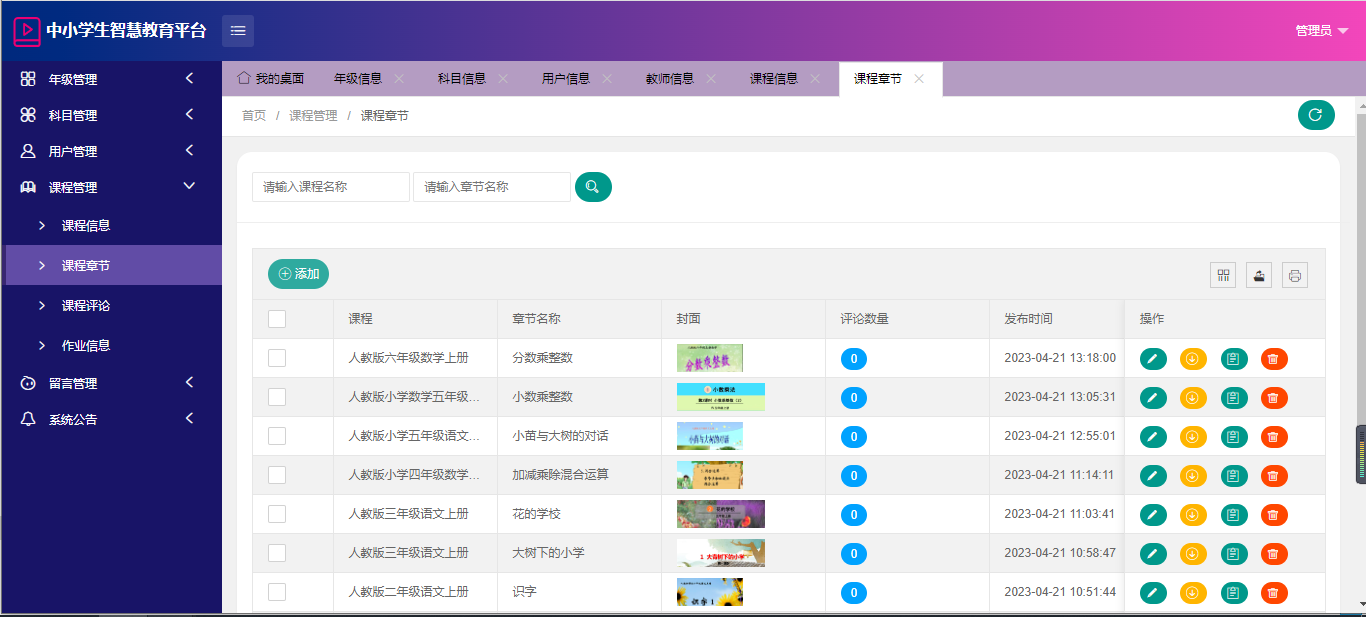 中小学生智慧教育平台
管理员
年级管理
科目管理
用户管理
课程管理
课程信息
课程章节
课程评论
作业信息
留言管理
系统公告
我的桌面 年级信息 科目信息 用户信息 教师信息 课程信息 课程章节
首页 / 课程管理 / 课程章节
请输入课程名称 请输入章节名称
添加
课程 章节名称 封面 评论数量 发布时间 操作
人教版六年级数学上册 分数乘整数 分数乘整数 0 2023-04-21 13:18:00
人教版小学数学五年级... 小数乘整数 小数乘法 0 2023-04-21 13:05:31
人教版小学五年级语文... 小苗与大树的对话 小苗与大树的对话 0 2023-04-21 12:55:01
人教版小学四年级数学... 加减乘除混合运算 0 2023-04-21 11:14:11
人教版三年级语文上册 花的学校 花的学校 0 2023-04-21 11:03:41
人教版三年级语文上册 大树下的小学 1 大青树下的小学 0 2023-04-21 10:58:47
人教版二年级语文上册 识字 识字 1 0 2023-04-21 10:51:44